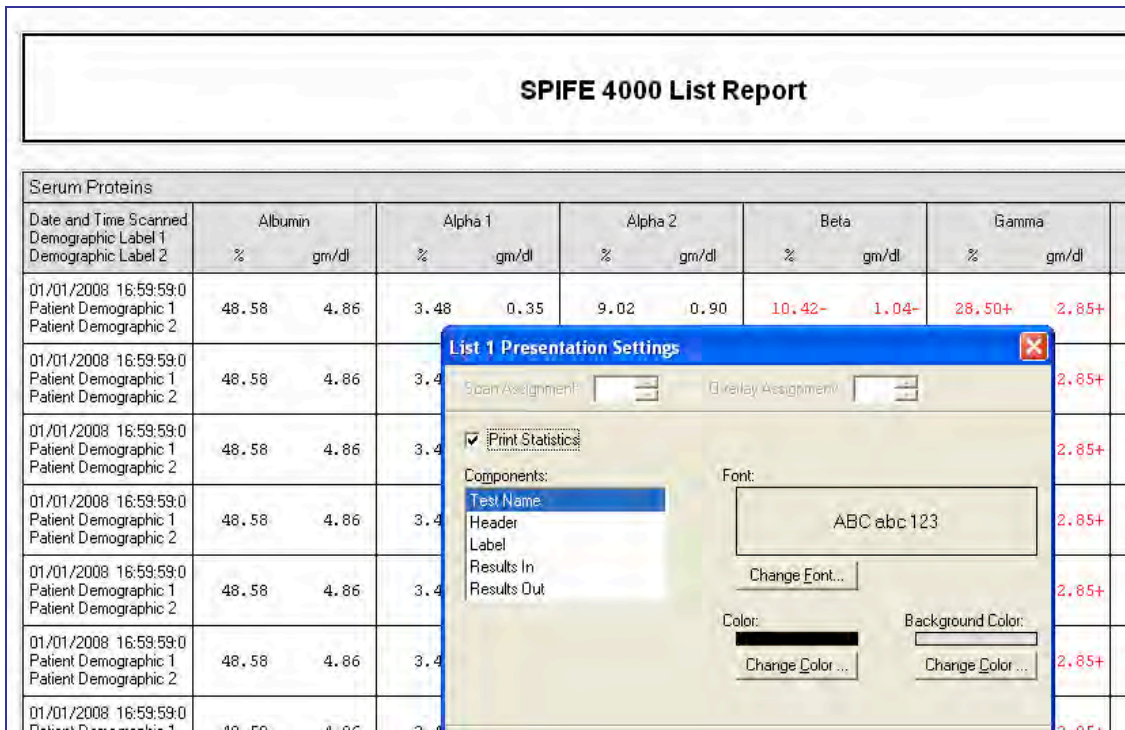 SPIFE 4000 List Report
Serum Proteins
Date and Time Scanned
Demographic Label 1
Demographic Label 2
Albumin Alpha 1 Alpha 2 Beta Gamma
% gm/dl % gm/dl % gm/dl % gm/dl % gm/dl
01/01/2008 16:59:59:0
Patient Demographic 1
Patient Demographic 2
48.58 4.86 3.48 0.35 9.02 0.90 10.42- 1.04- 28.50+ 2.85+
01/01/2008 16:59:59:0
Patient Demographic 1
Patient Demographic 2
48.58 4.86 3.4 2.85+
01/01/2008 16:59:59:0
Patient Demographic 1
Patient Demographic 2
48.58 4.86 3.4 2.85+
01/01/2008 16:59:59:0
Patient Demographic 1
Patient Demographic 2
48.58 4.86 3.4 2.85+
01/01/2008 16:59:59:0
Patient Demographic 1
Patient Demographic 2
48.58 4.86 3.4 2.85+
01/01/2008 16:59:59:0
Patient Demographic 1
Patient Demographic 2
48.58 4.86 3.4 2.85+
01/01/2008 16:59:59:0
List 1 Presentation Settings
Scan Assignment: Overlay Assignment:
Print Statistics
Components:
Test Name
Header
Label
Results In
Results Out
Font:
ABC abc 123
Change Font...
Color: Background Color:
Change Color ... Change Color ...